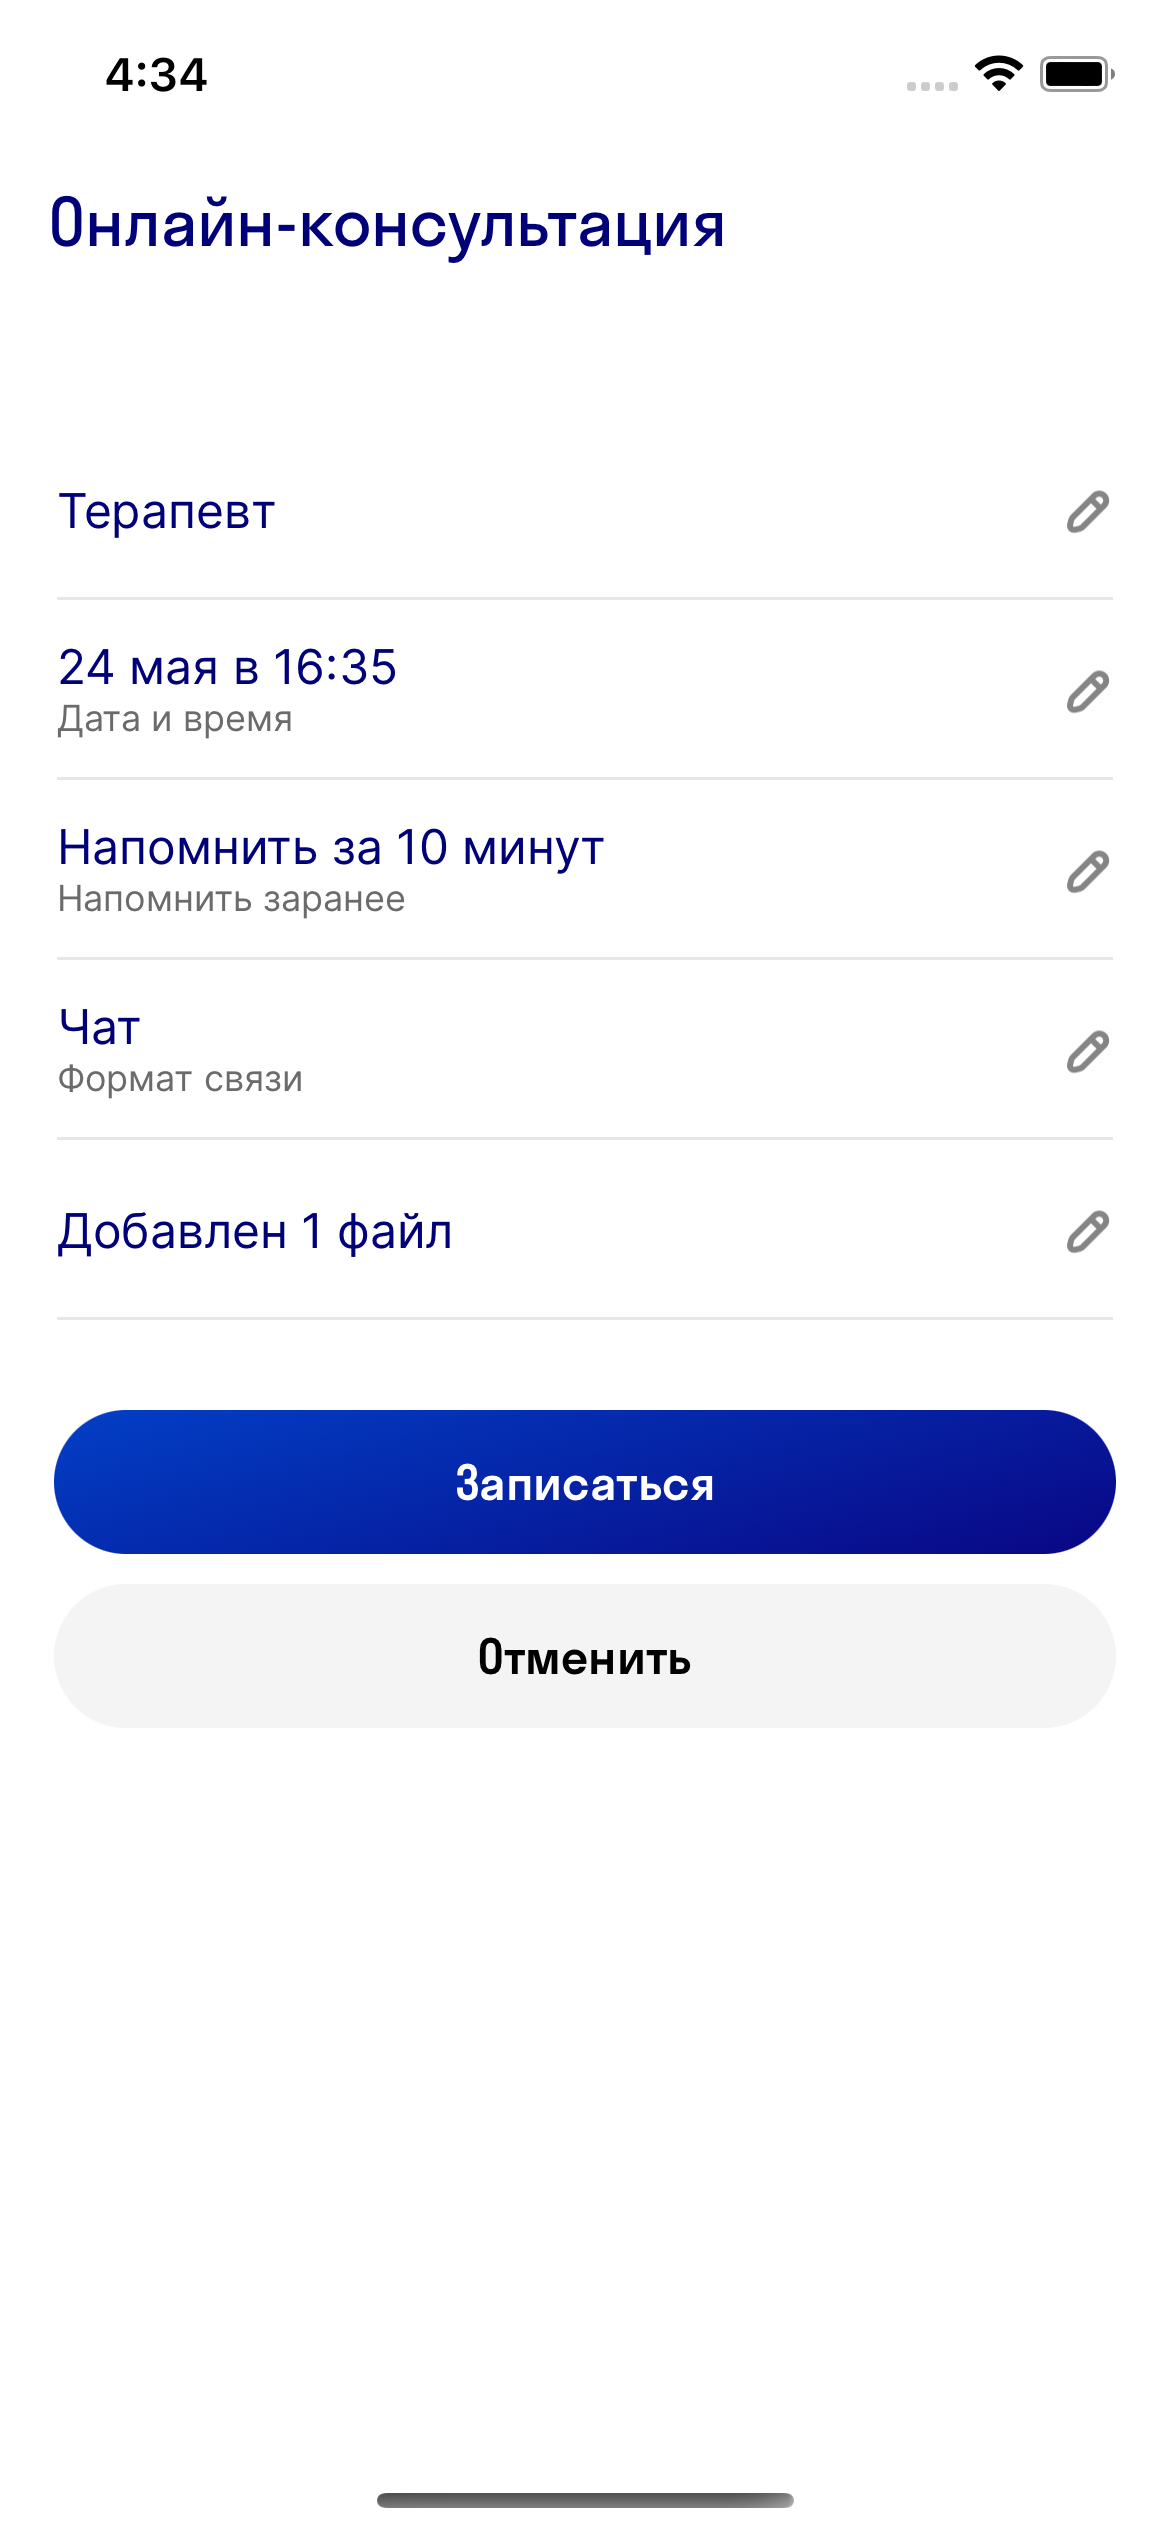 4:34
Онлайн-консультация
Терапевт
24 мая в 16:35
Дата и время
Напомнить за 10 минут
Напомнить заранее
Чат
Формат связи
Добавлен 1 файл
Записаться
Отменить